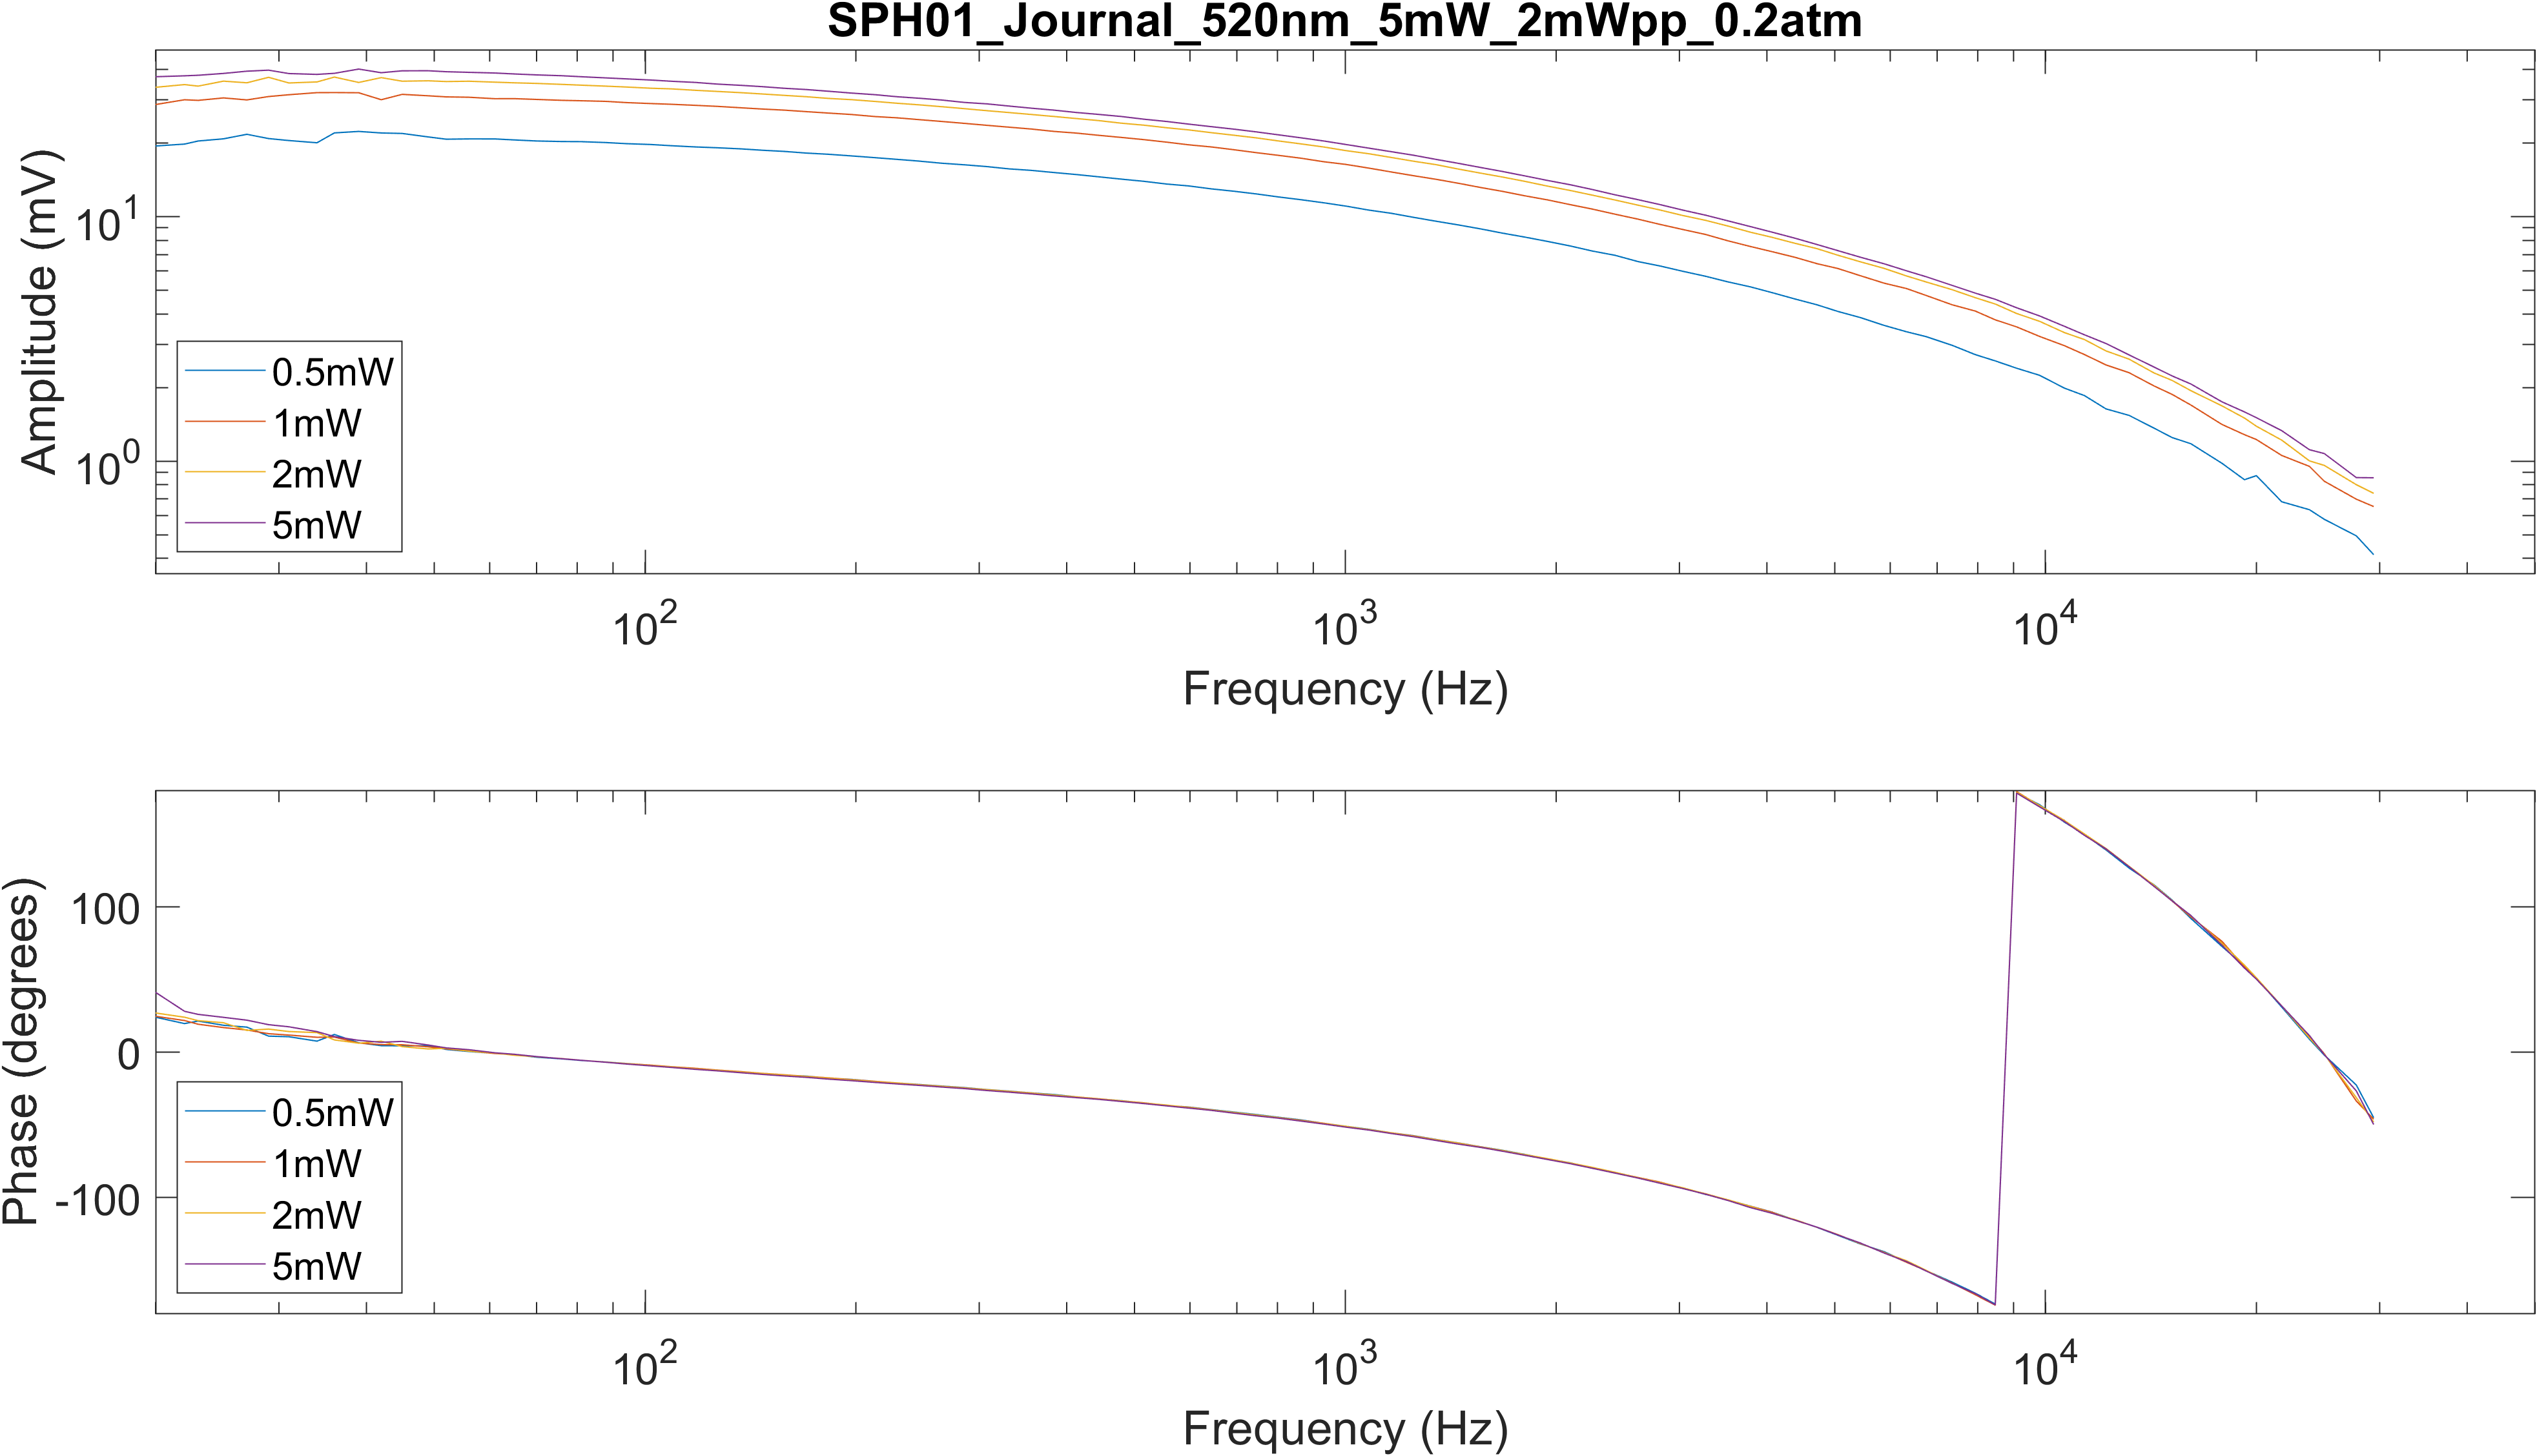 SPH01_Journal_520nm_5mW_2mWpp_0.2atm
Amplitude (mV)
10^1
10^0
0.5mW
1mW
2mW
5mW
10^2
10^3
10^4
Frequency (Hz)
Phase (degrees)
100
0
-100
0.5mW
1mW
2mW
5mW
10^2
10^3
10^4
Frequency (Hz)